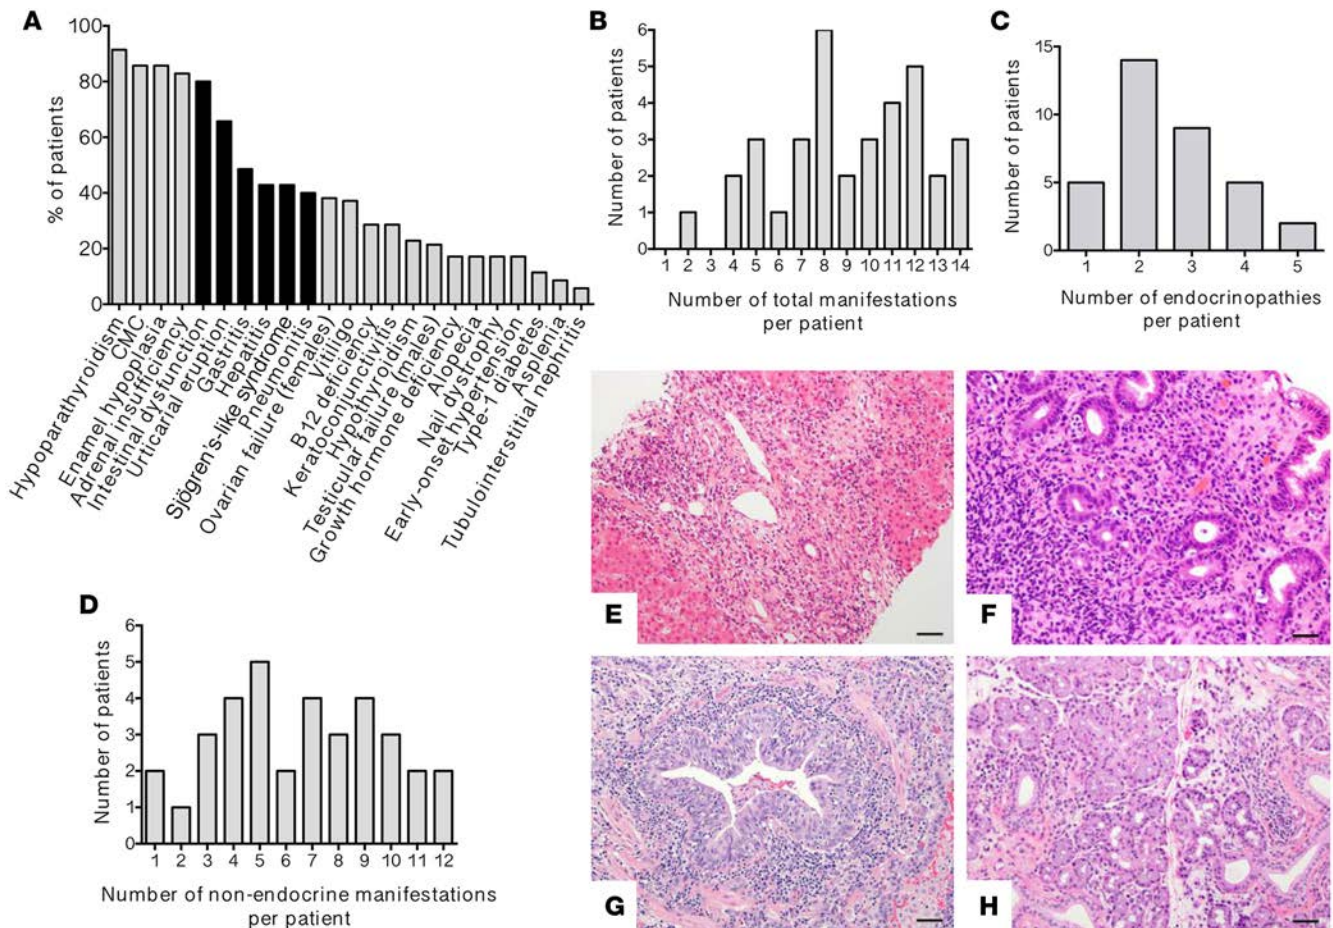 A
100
80
60
40
20
0
% of patients
Hypoparathyroidism
CMC
Enamel hypoplasia
Adrenal insufficiency
Intestinal dysfunction
Urticarial eruption
Gastritis
Hepatitis
Sjögren's-like syndrome
Pneumonitis
Ovarian failure (females)
Vitiligo
B-12 deficiency
Keratoconjunctivitis
Hypothyroidism
Testicular failure (males)
Growth hormone deficiency
Alopecia
Nail dystrophy
Early-onset hypertension
Type-1 diabetes
Asplenia
Tubulointerstitial nephritis
B
6
5
4
3
2
1
0
Number of patients
1 2 3 4 5 6 7 8 9 10 11 12 13 14
Number of total manifestations
per patient
C
15
10
5
0
Number of patients
1 2 3 4 5
Number of endocrinopathies
per patient
D
6
5
4
3
2
1
0
Number of patients
1 2 3 4 5 6 7 8 9 10 11 12
Number of non-endocrine manifestations
per patient
E
F
G
H